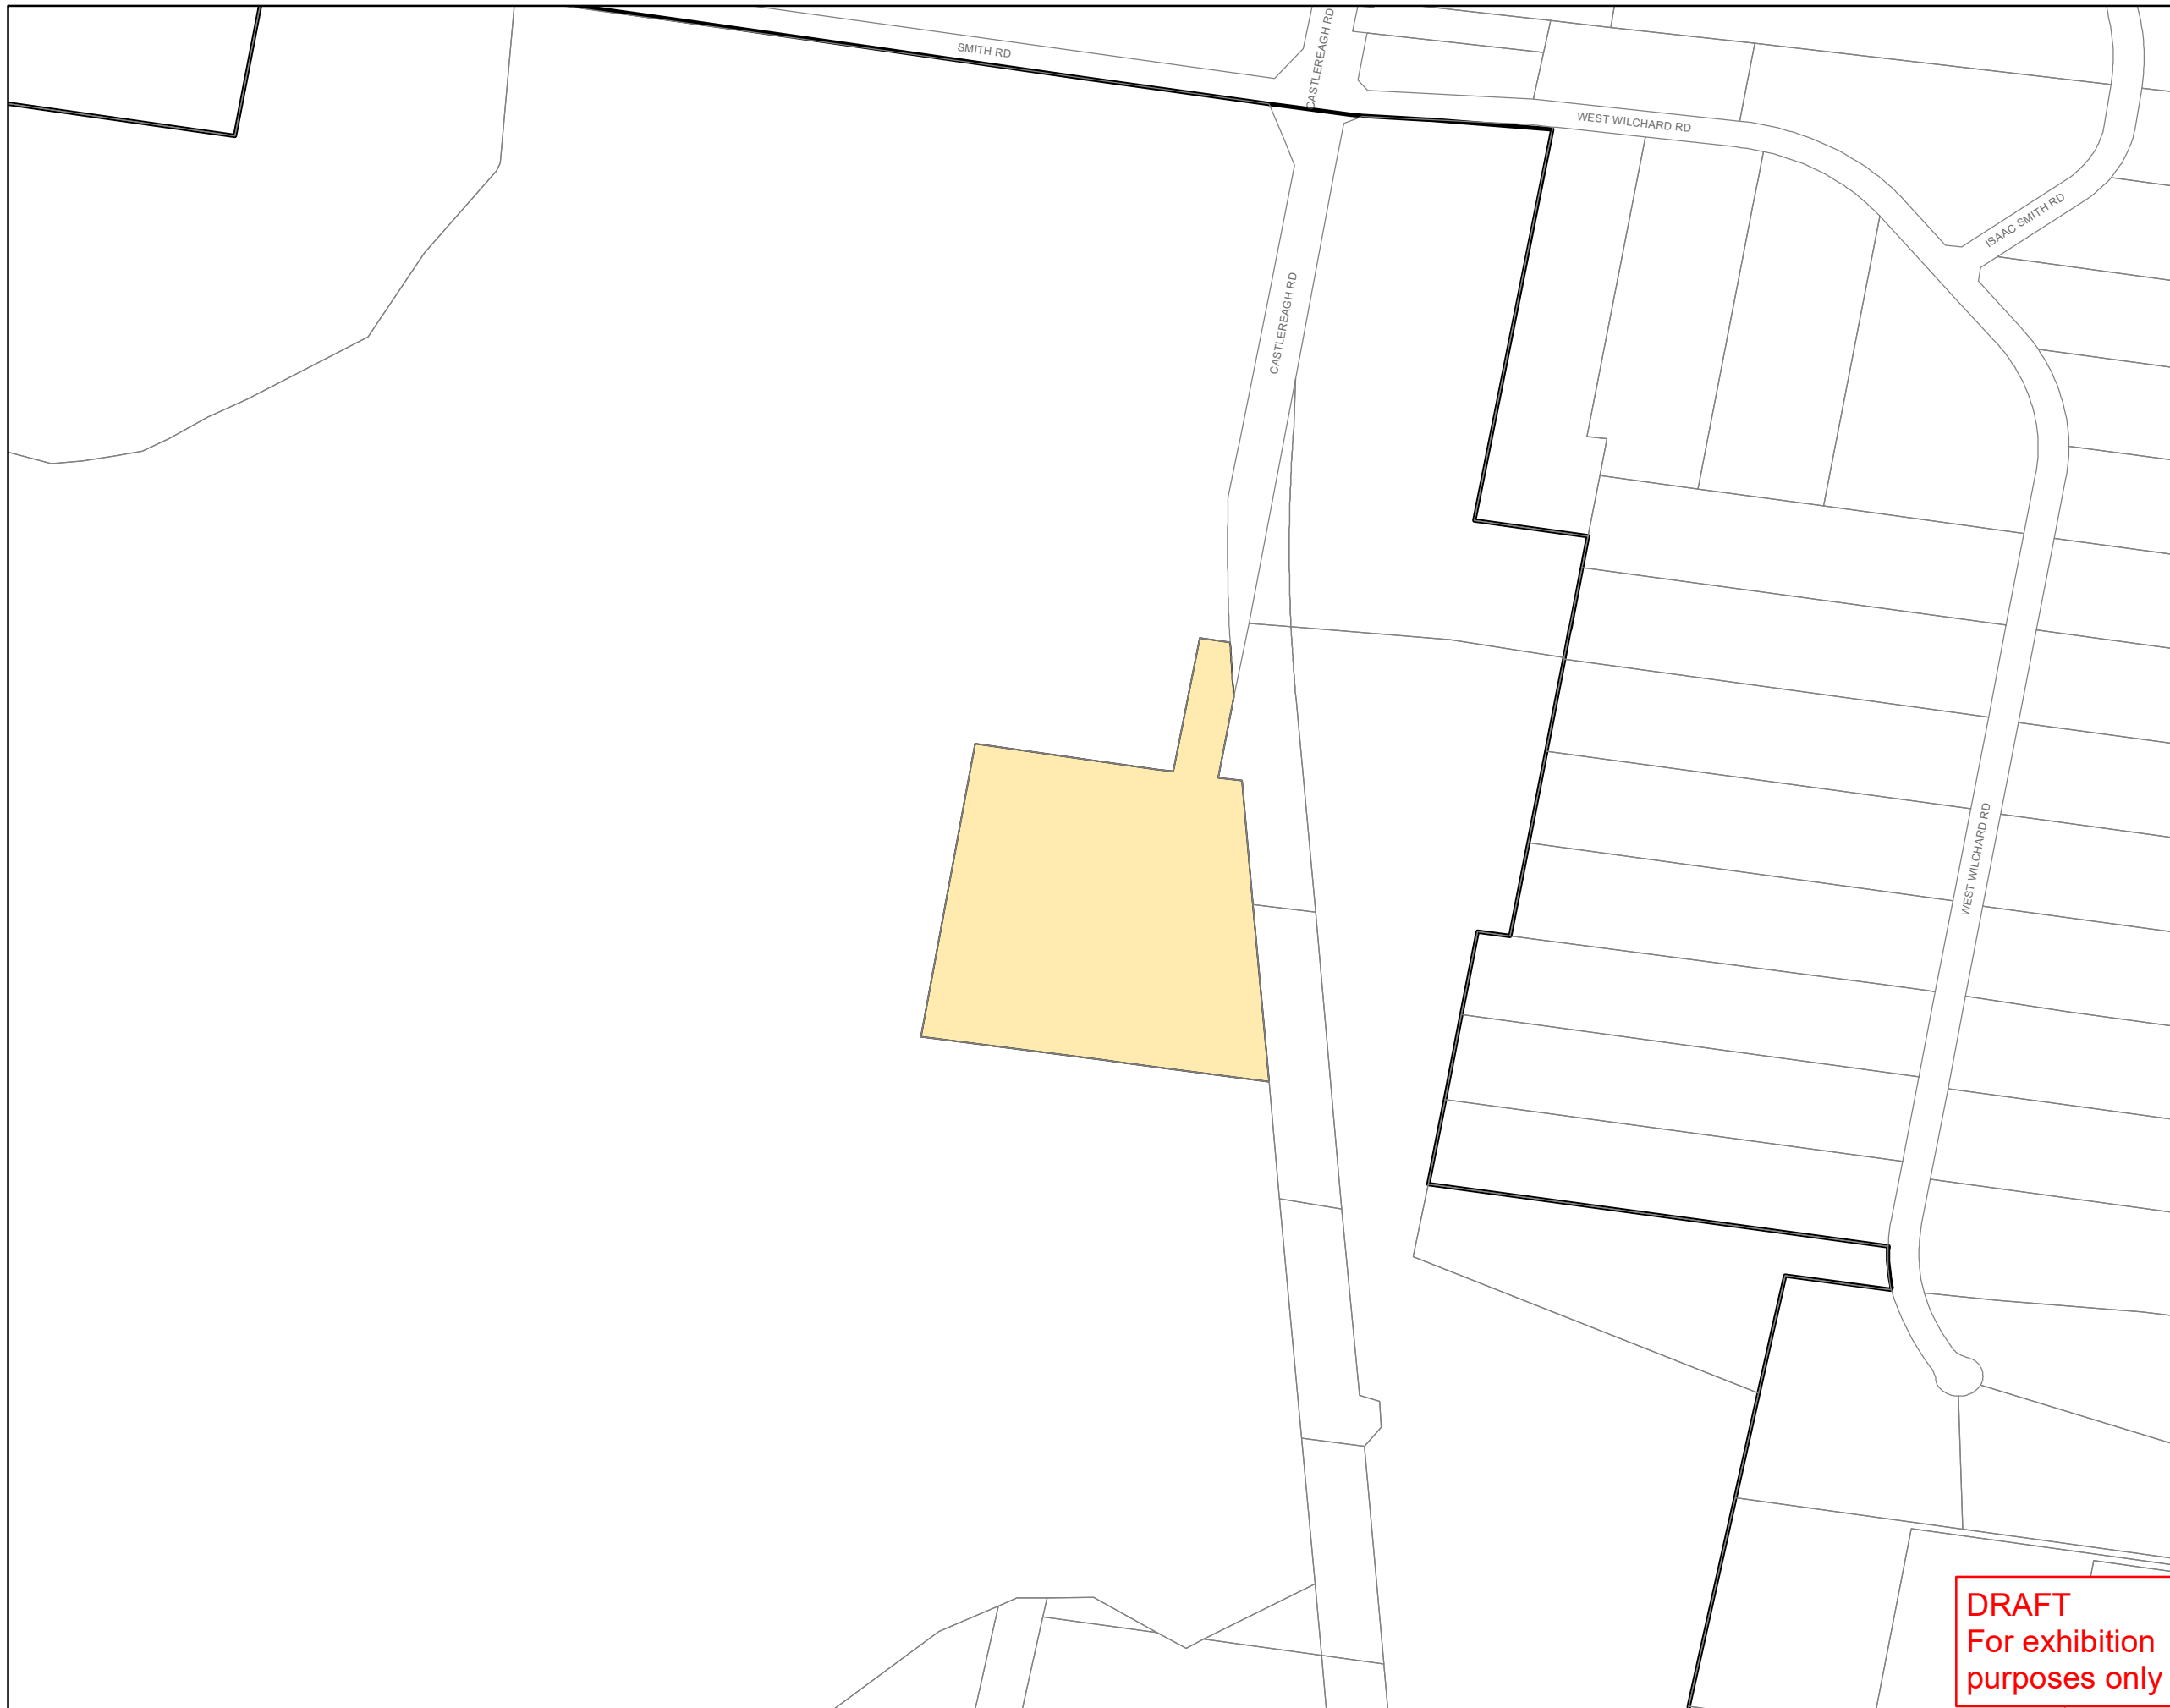 SMITH RD
CASTLEREAGH RD
WEST WILCHARD RD
ISAAC SMITH RD
CASTLEREAGH RD
WEST WILCHARD RD
DRAFT
For exhibition
purposes only